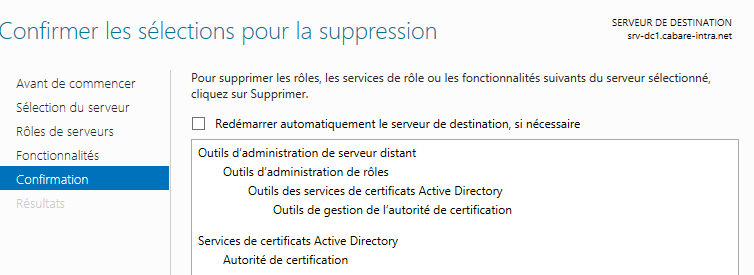 Confirmer les sélections pour la suppression
SERVEUR DE DESTINATION
srv-dc1.cabare-intra.net
Avant de commencer
Sélection du serveur
Rôles de serveurs
Fonctionnalités
Confirmation
Résultats
Pour supprimer les rôles, les services de rôle ou les fonctionnalités suivants du serveur sélectionné,
cliquez sur Supprimer.
Redémarrer automatiquement le serveur de destination, si nécessaire
Outils d'administration de serveur distant
Outils d'administration de rôles
Outils des services de certificats Active Directory
Outils de gestion de l'autorité de certification
Services de certificats Active Directory
Autorité de certification